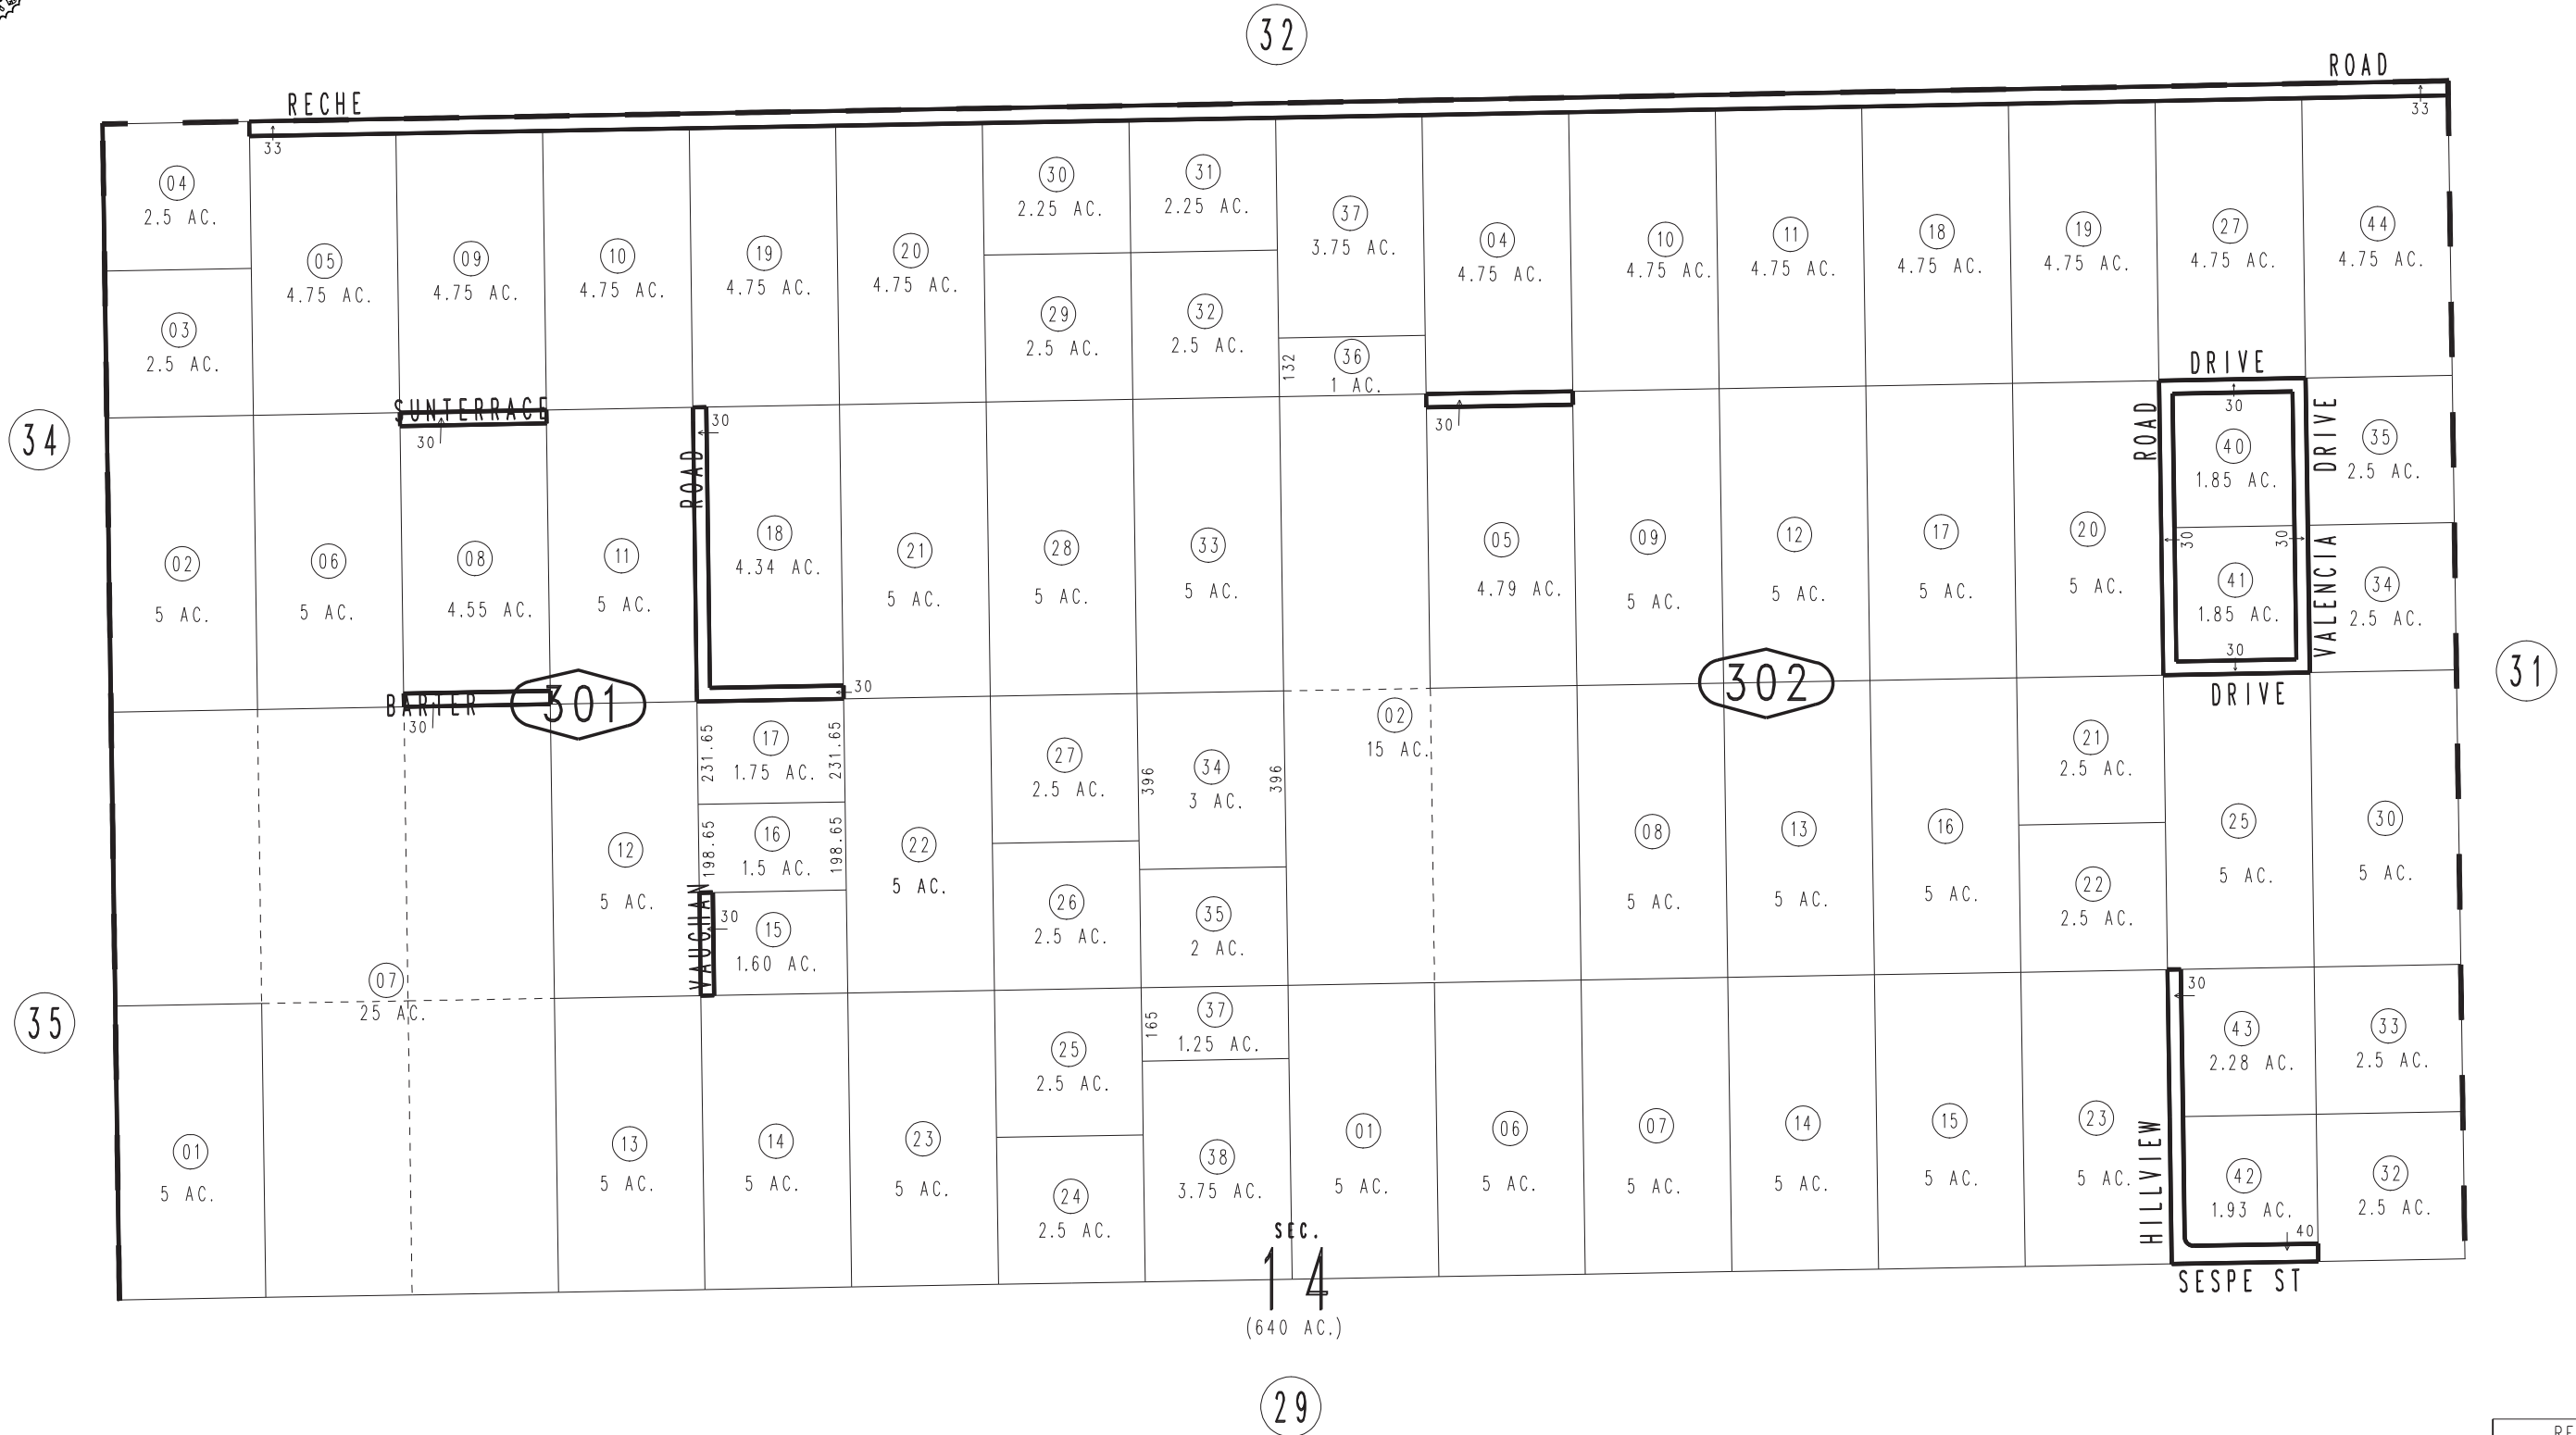 32
RECHE ROAD
33
33
04
2.5 AC.
03
2.5 AC.
05
4.75 AC.
09
4.75 AC.
10
4.75 AC.
19
4.75 AC.
20
4.75 AC.
30
2.25 AC.
29
2.5 AC.
31
2.25 AC.
32
2.5 AC.
37
3.75 AC.
132
36
1 AC.
04
4.75 AC.
10
4.75 AC.
11
4.75 AC.
18
4.75 AC.
19
4.75 AC.
27
4.75 AC.
44
4.75 AC.
34
SUNTERRACE
30
ROAD
30
30
DRIVE
30
ROAD
DRIVE
VALENCIA
40
1.85 AC.
30
30
41
1.85 AC.
30
DRIVE
35
2.5 AC.
34
2.5 AC.
02
5 AC.
06
5 AC.
08
4.55 AC.
11
5 AC.
18
4.34 AC.
21
5 AC.
28
5 AC.
33
5 AC.
05
4.79 AC.
09
5 AC.
12
5 AC.
17
5 AC.
20
5 AC.
31
BARTER
30
301
30
302
02
15 AC.
231.65
17
1.75 AC.
231.65
198.65
16
1.5 AC.
198.65
VAUGHAN
30
15
1.60 AC.
12
5 AC.
22
5 AC.
27
2.5 AC.
26
2.5 AC.
396
34
3 AC.
396
35
2 AC.
08
5 AC.
13
5 AC.
16
5 AC.
21
2.5 AC.
22
2.5 AC.
25
5 AC.
30
5 AC.
35
07
25 AC.
01
5 AC.
13
5 AC.
14
5 AC.
23
5 AC.
25
2.5 AC.
24
2.5 AC.
165
37
1.25 AC.
38
3.75 AC.
01
5 AC.
06
5 AC.
07
5 AC.
14
5 AC.
15
5 AC.
23
5 AC.
HILLVIEW
30
43
2.28 AC.
42
1.93 AC.
40
33
2.5 AC.
32
2.5 AC.
SESPE ST
SEC.
14
(640 AC.)
29